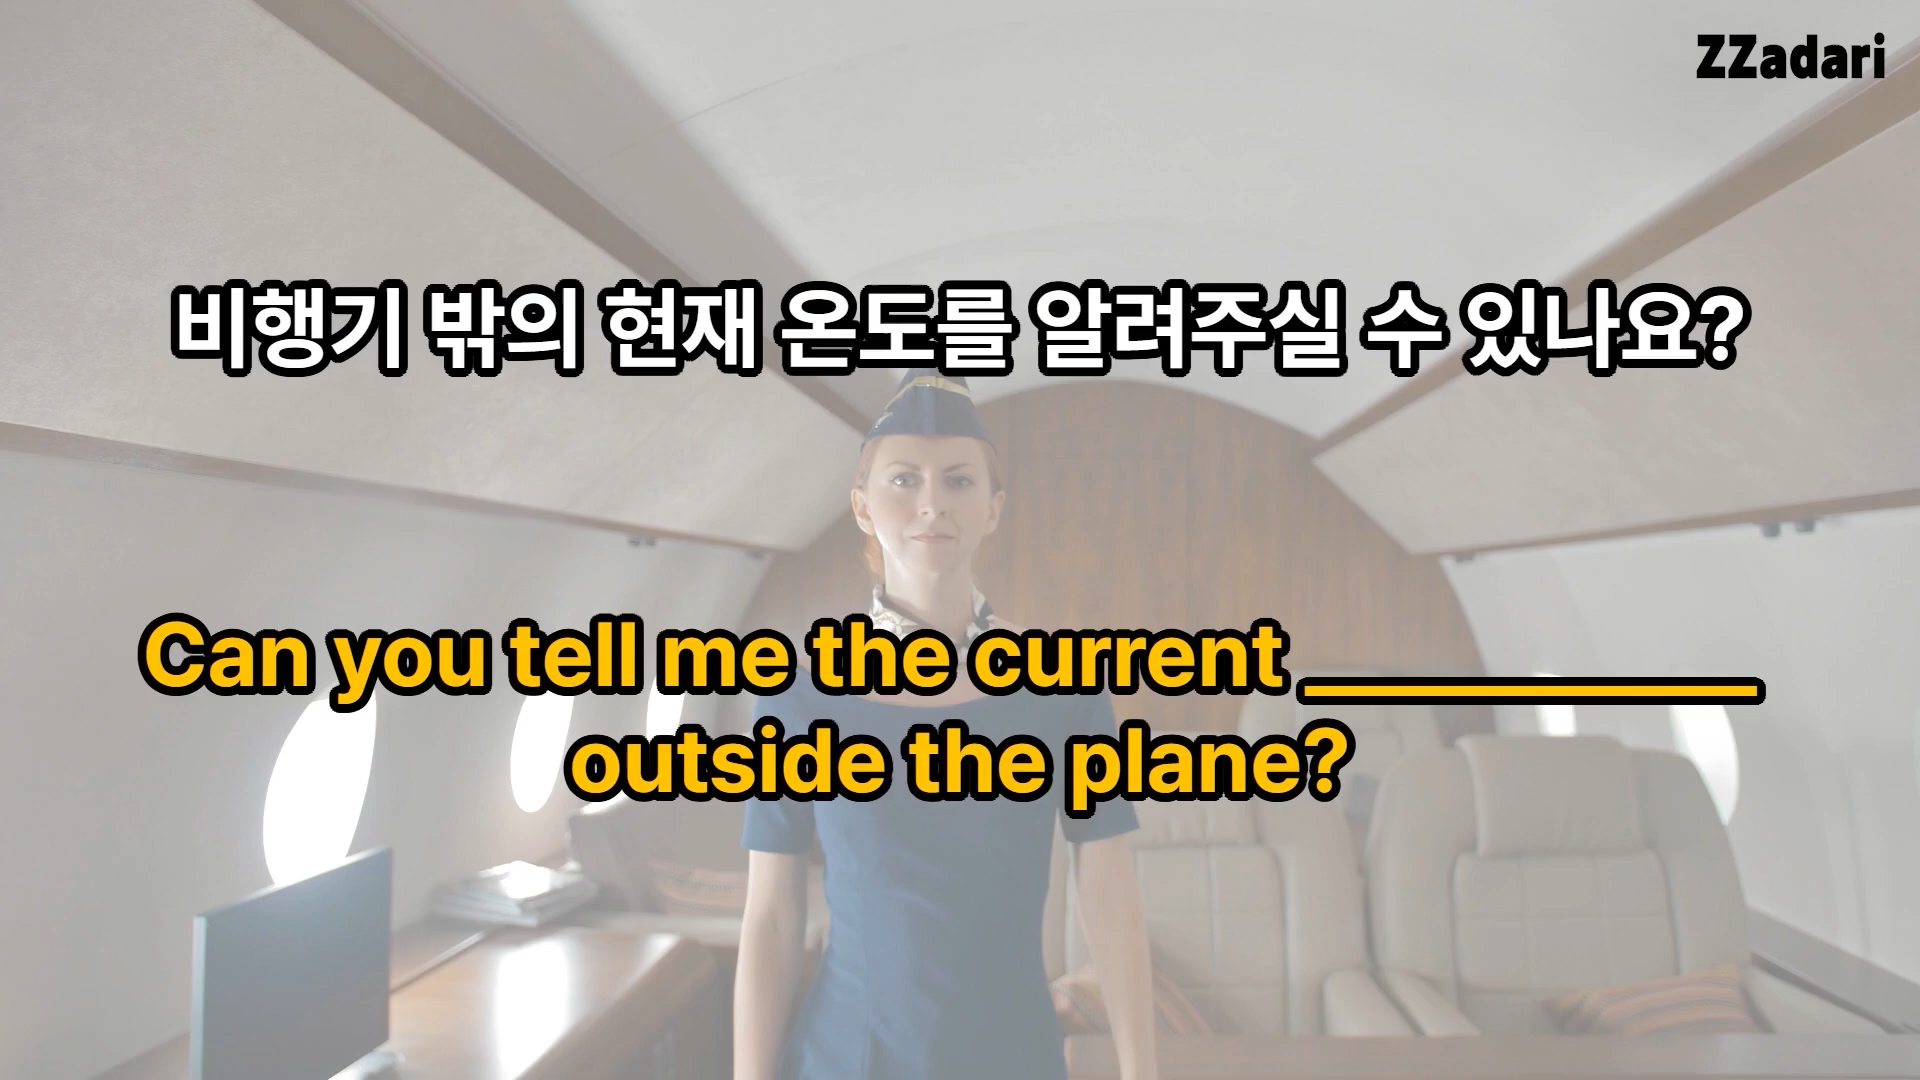 ZZadari
비행기 밖의 현재 온도를 알려주실 수 있나요?
Can you tell me the current __________
outside the plane?